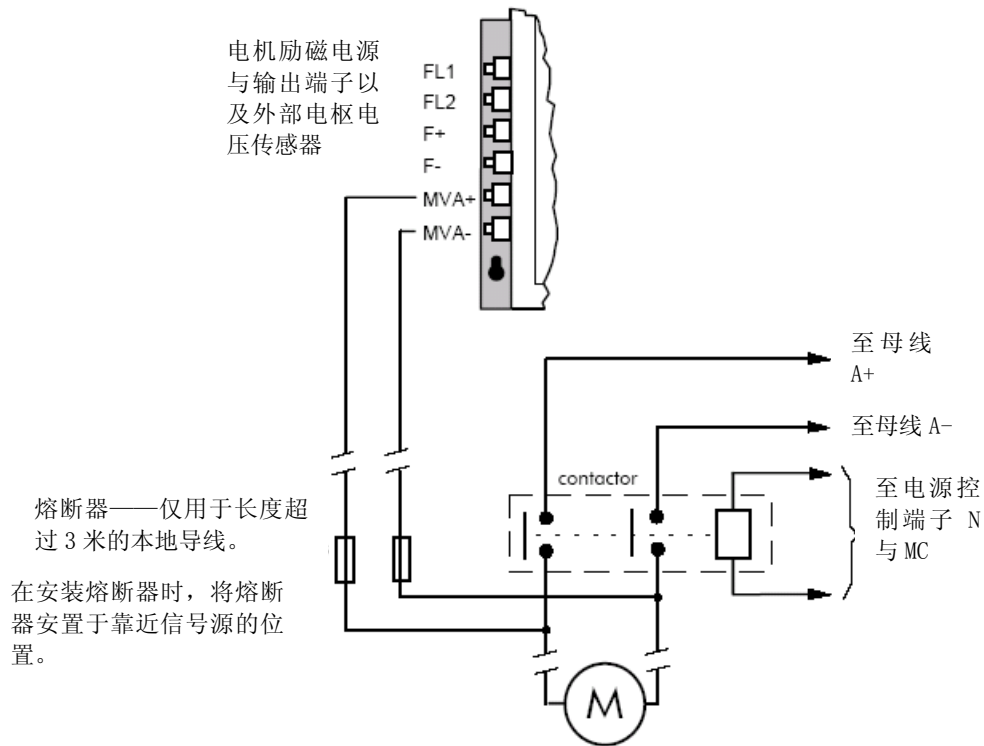 电机励磁电源
与输出端子以
及外部电枢电
压传感器
FL1
FL2
F+
F-
MVA+
MVA-
至母线
A+
至母线 A-
contactor
至电源控
制端子 N
与 MC
熔断器——仅用于长度超
过 3 米的本地导线。
在安装熔断器时，将熔断
器安置于靠近信号源的位
置。
M